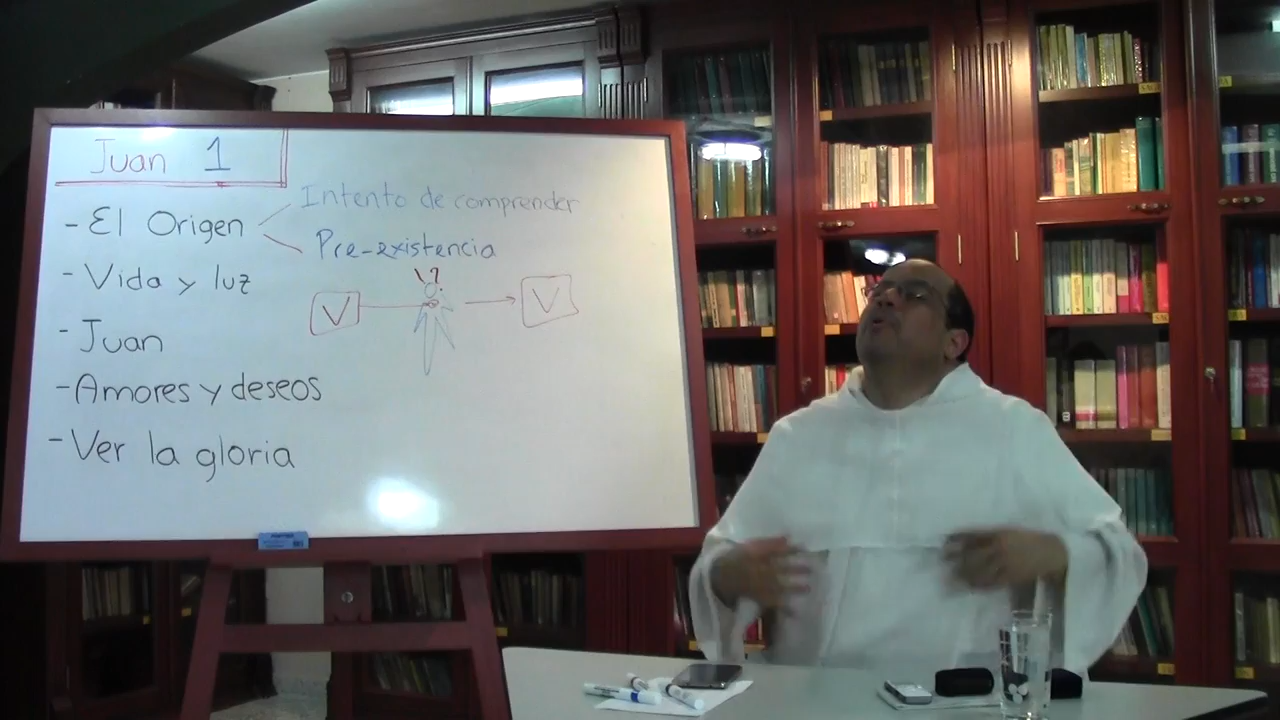 Juan 1
- El Origen
Intento de comprender
Pre-existencia
- Vida y luz
\?
V
V
- Juan
- Amores y deseos
- Ver la gloria